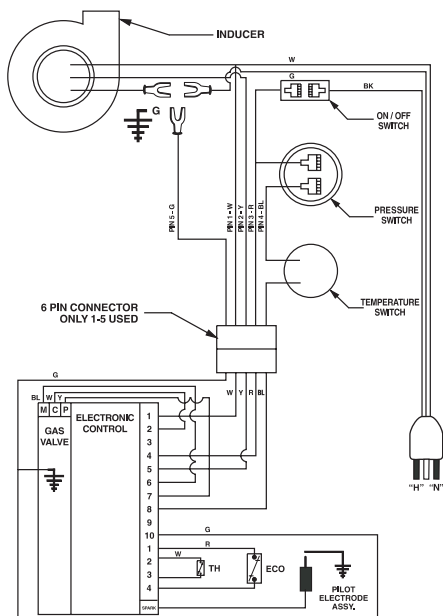 INDUCER
W
G
G
BK
ON / OFF
SWITCH
PRESSURE
SWITCH
PIN 5 - G
PIN 1 - W
PIN 2 - Y
PIN 3 - R
PIN 4 - BL
TEMPERATURE
SWITCH
6 PIN CONNECTOR
ONLY 1-5 USED
G
W Y R BL
BL W Y
M C P
GAS
VALVE
ELECTRONIC
CONTROL
1
2
3
4
5
6
7
8
9
10
1
2
3
4
SPARK
G
R
W
TH
ECO
"H" "N"
PILOT
ELECTRODE
ASSY.